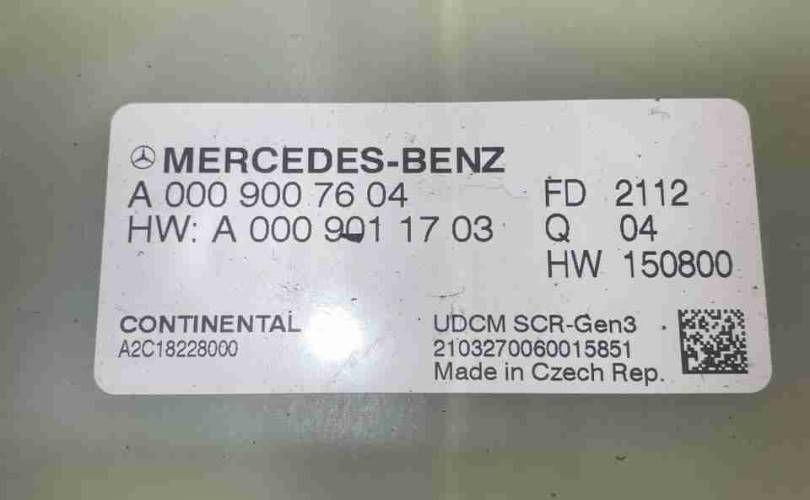 MERCEDES-BENZ
A 000 900 76 04 FD 2112
HW: A 000 901 17 03 Q 04
HW 150800
CONTINENTAL UDCM SCR-Gen3
A2C18228000 2103270060015851
Made in Czech Rep.